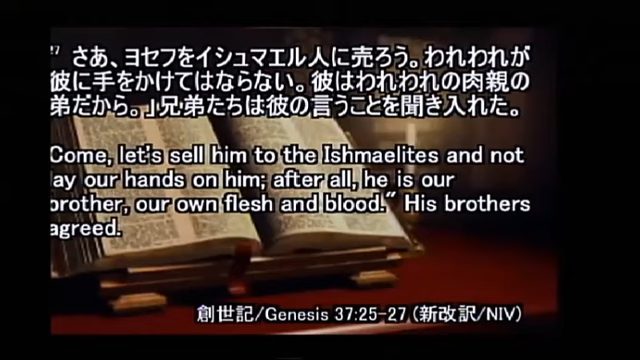 27 さあ、ヨセフをイシュマエル人に売ろう。われわれが
彼に手をかけてはならない。彼はわれわれの肉親の
弟だから。」兄弟たちは彼の言うことを聞き入れた。
Come, let's sell him to the Ishmaelites and not
lay our hands on him; after all, he is our
brother, our own flesh and blood." His brothers
agreed.
創世記/Genesis 37:25-27 (新改訳/NIV)